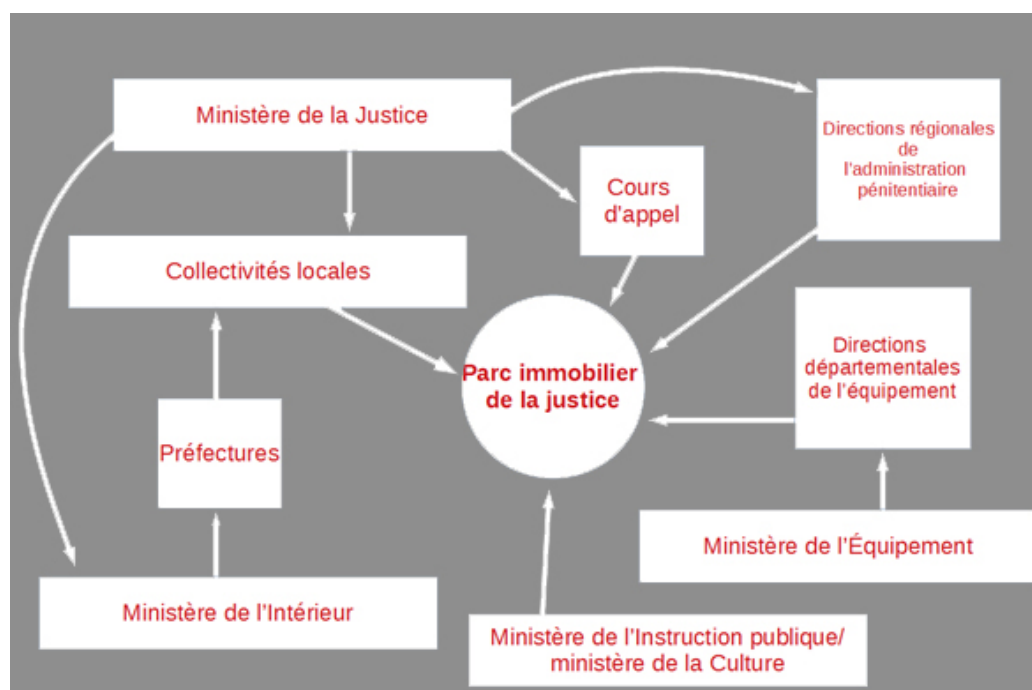 Ministère de la Justice
Directions régionales
de
l'administration
pénitentiaire
Cours
d'appel
Collectivités locales
Parc immobilier
de la justice
Directions
départementales
de l'équipement
Préfectures
Ministère de l'Équipement
Ministère de l'Intérieur
Ministère de l'Instruction publique/
ministère de la Culture